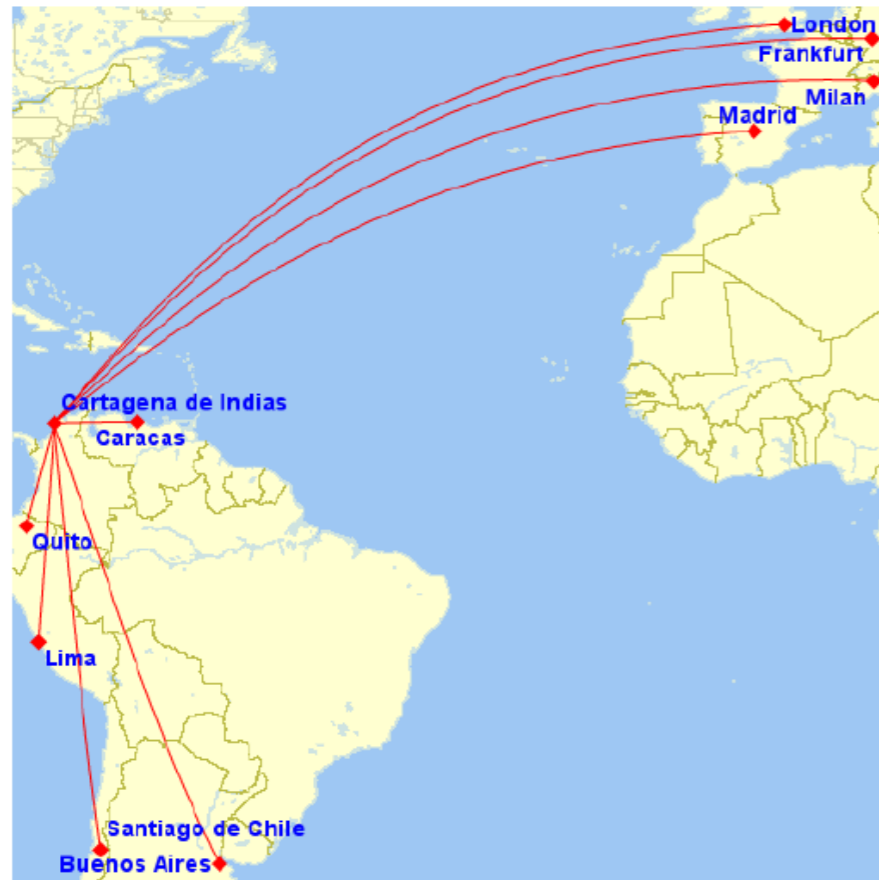 London
Frankfurt
Milan
Madrid
Cartagena de Indias
Caracas
Quito
Lima
Santiago de Chile
Buenos Aires